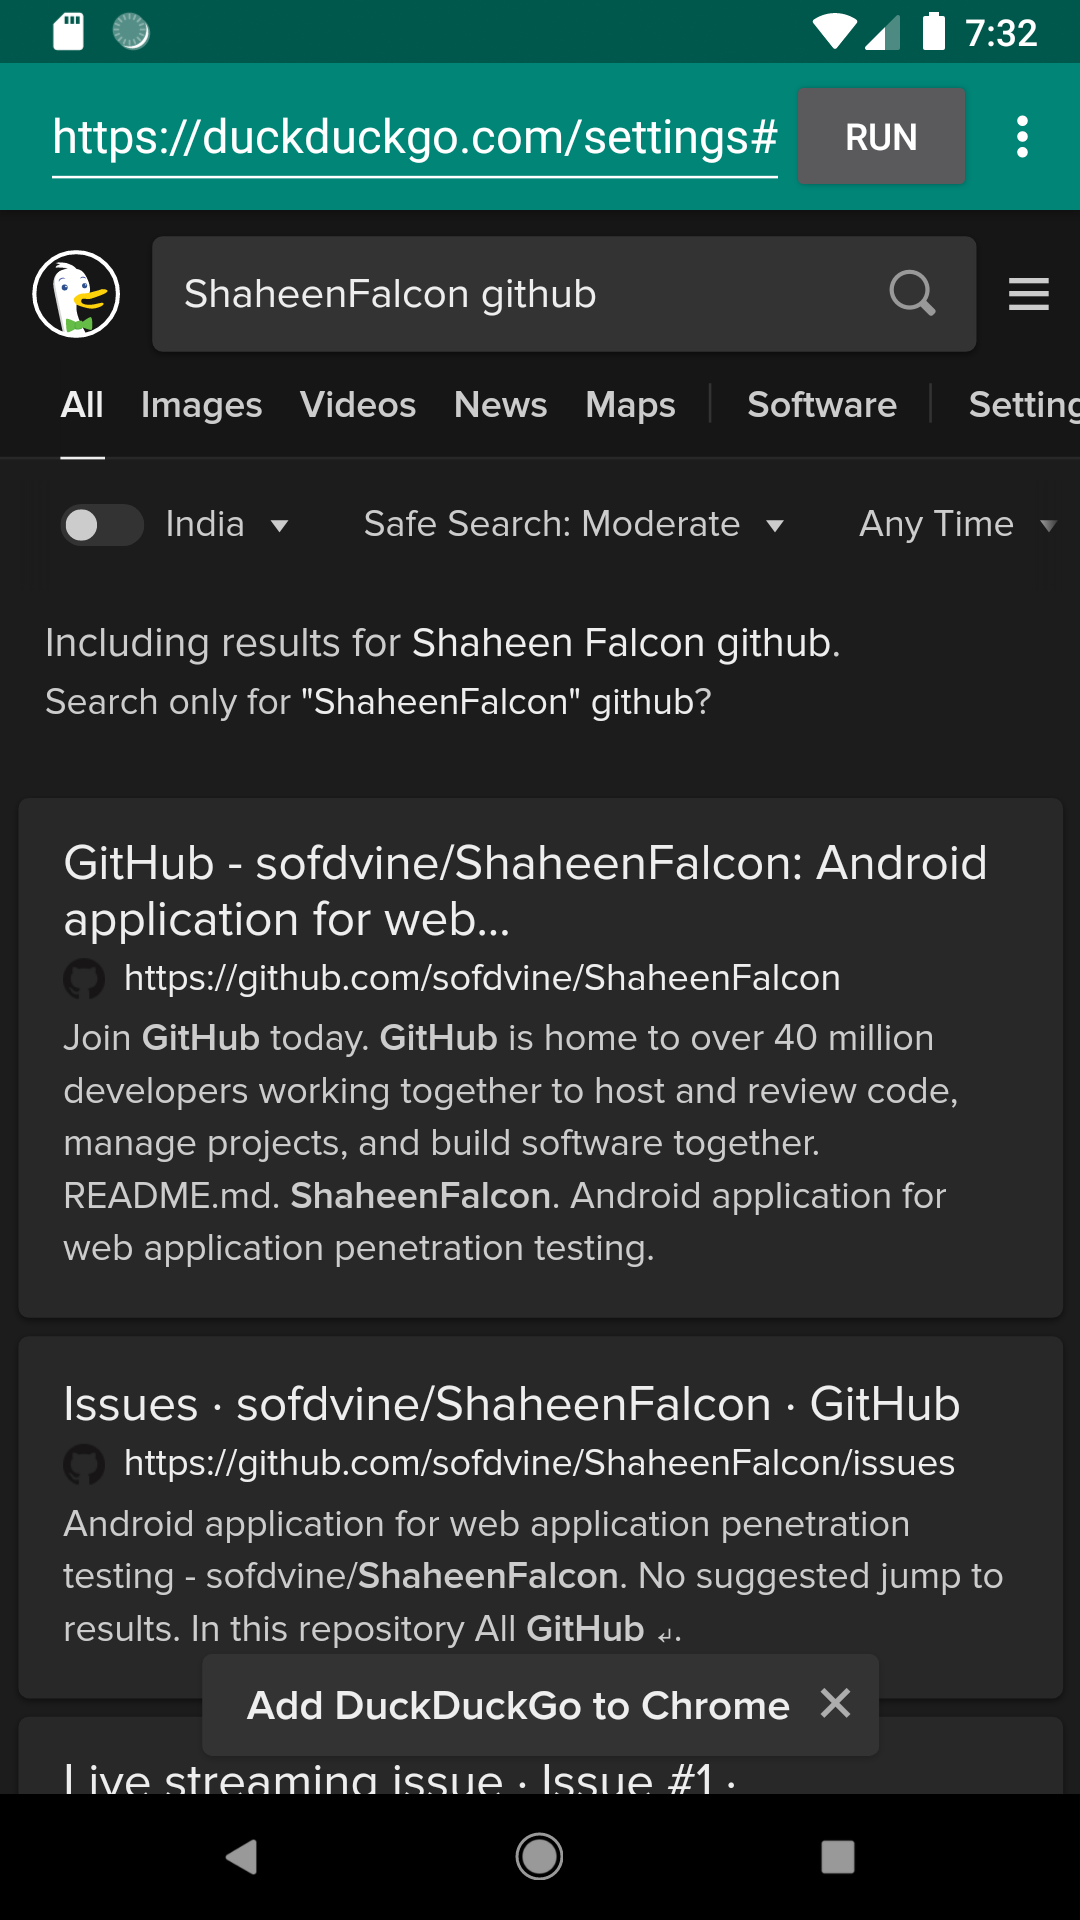 7:32
https://duckduckgo.com/settings#
RUN
ShaheenFalcon github
All Images Videos News Maps Software Setting
India Safe Search: Moderate Any Time
Including results for Shaheen Falcon github.
Search only for "ShaheenFalcon" github?
GitHub - sofdvine/ShaheenFalcon: Android
application for web...
https://github.com/sofdvine/ShaheenFalcon
Join GitHub today. GitHub is home to over 40 million
developers working together to host and review code,
manage projects, and build software together.
README.md. ShaheenFalcon. Android application for
web application penetration testing.
Issues · sofdvine/ShaheenFalcon · GitHub
https://github.com/sofdvine/ShaheenFalcon/issues
Android application for web application penetration
testing - sofdvine/ShaheenFalcon. No suggested jump to
results. In this repository All GitHub ↵.
Add DuckDuckGo to Chrome
Live streaming issue · Issue #1 ·